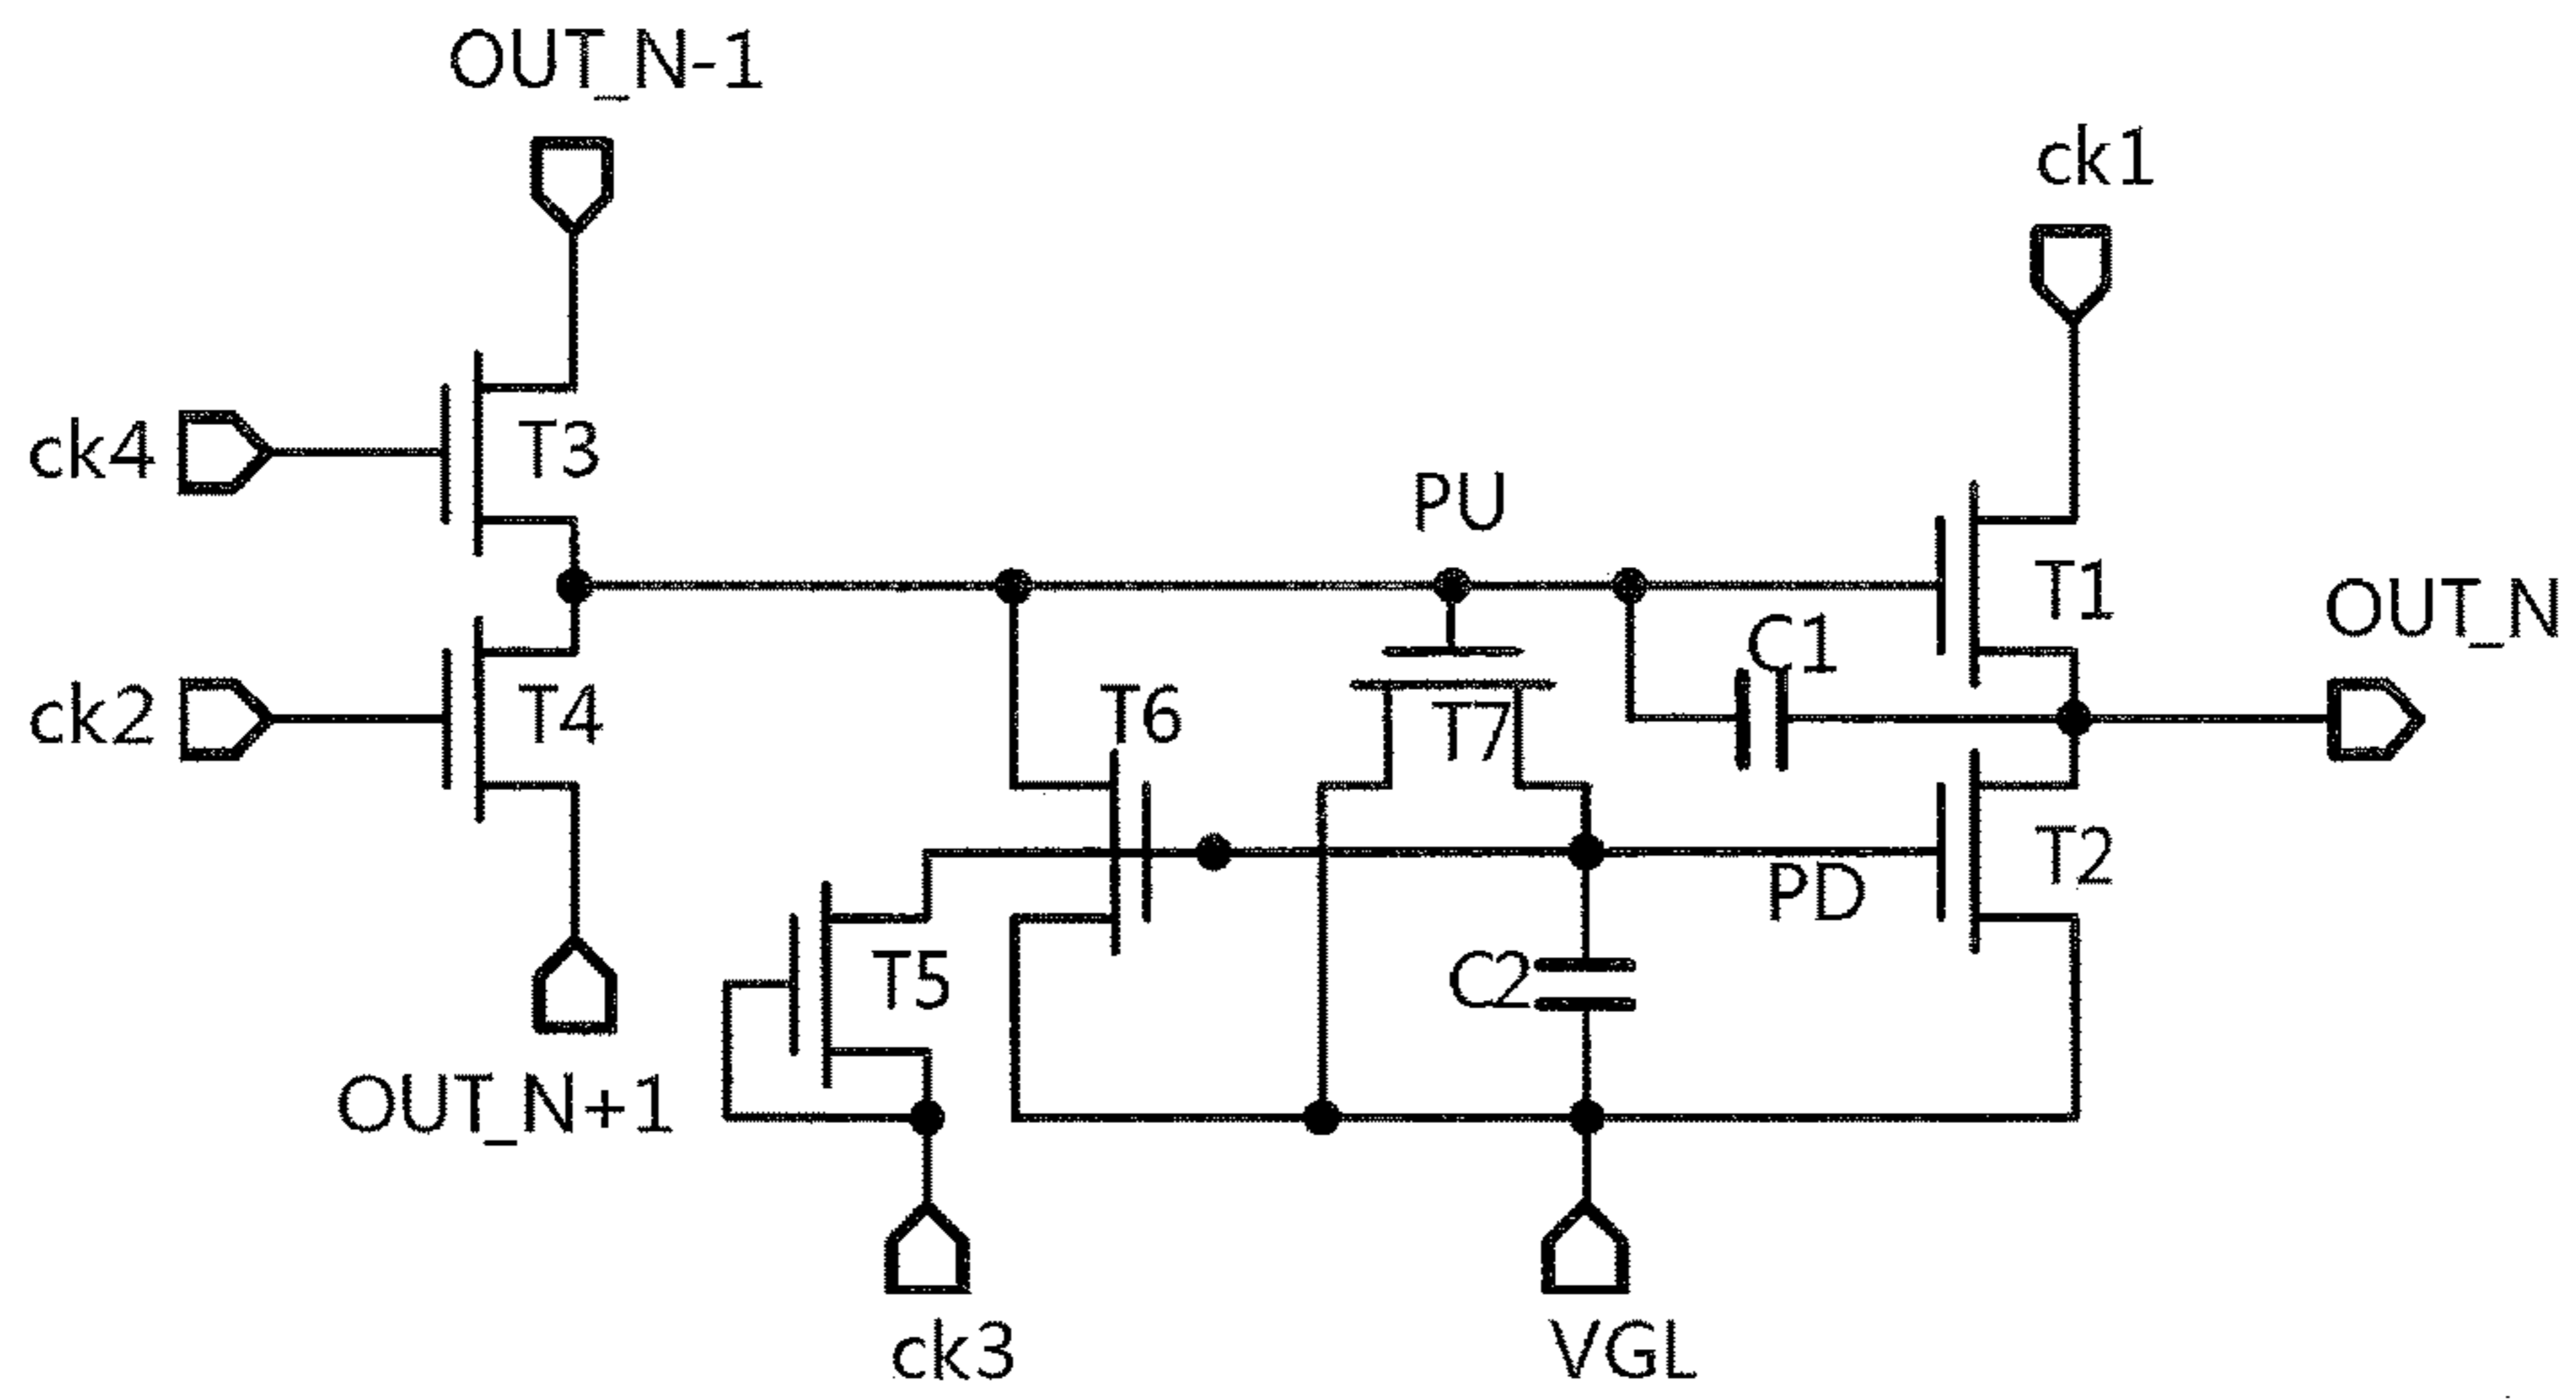 OUT_N-1
ck1
ck4
T3
PU
T1
OUT_N
C1
ck2
T4
T6
T7
T2
PD
T5
C2
OUT_N+1
ck3
VGL